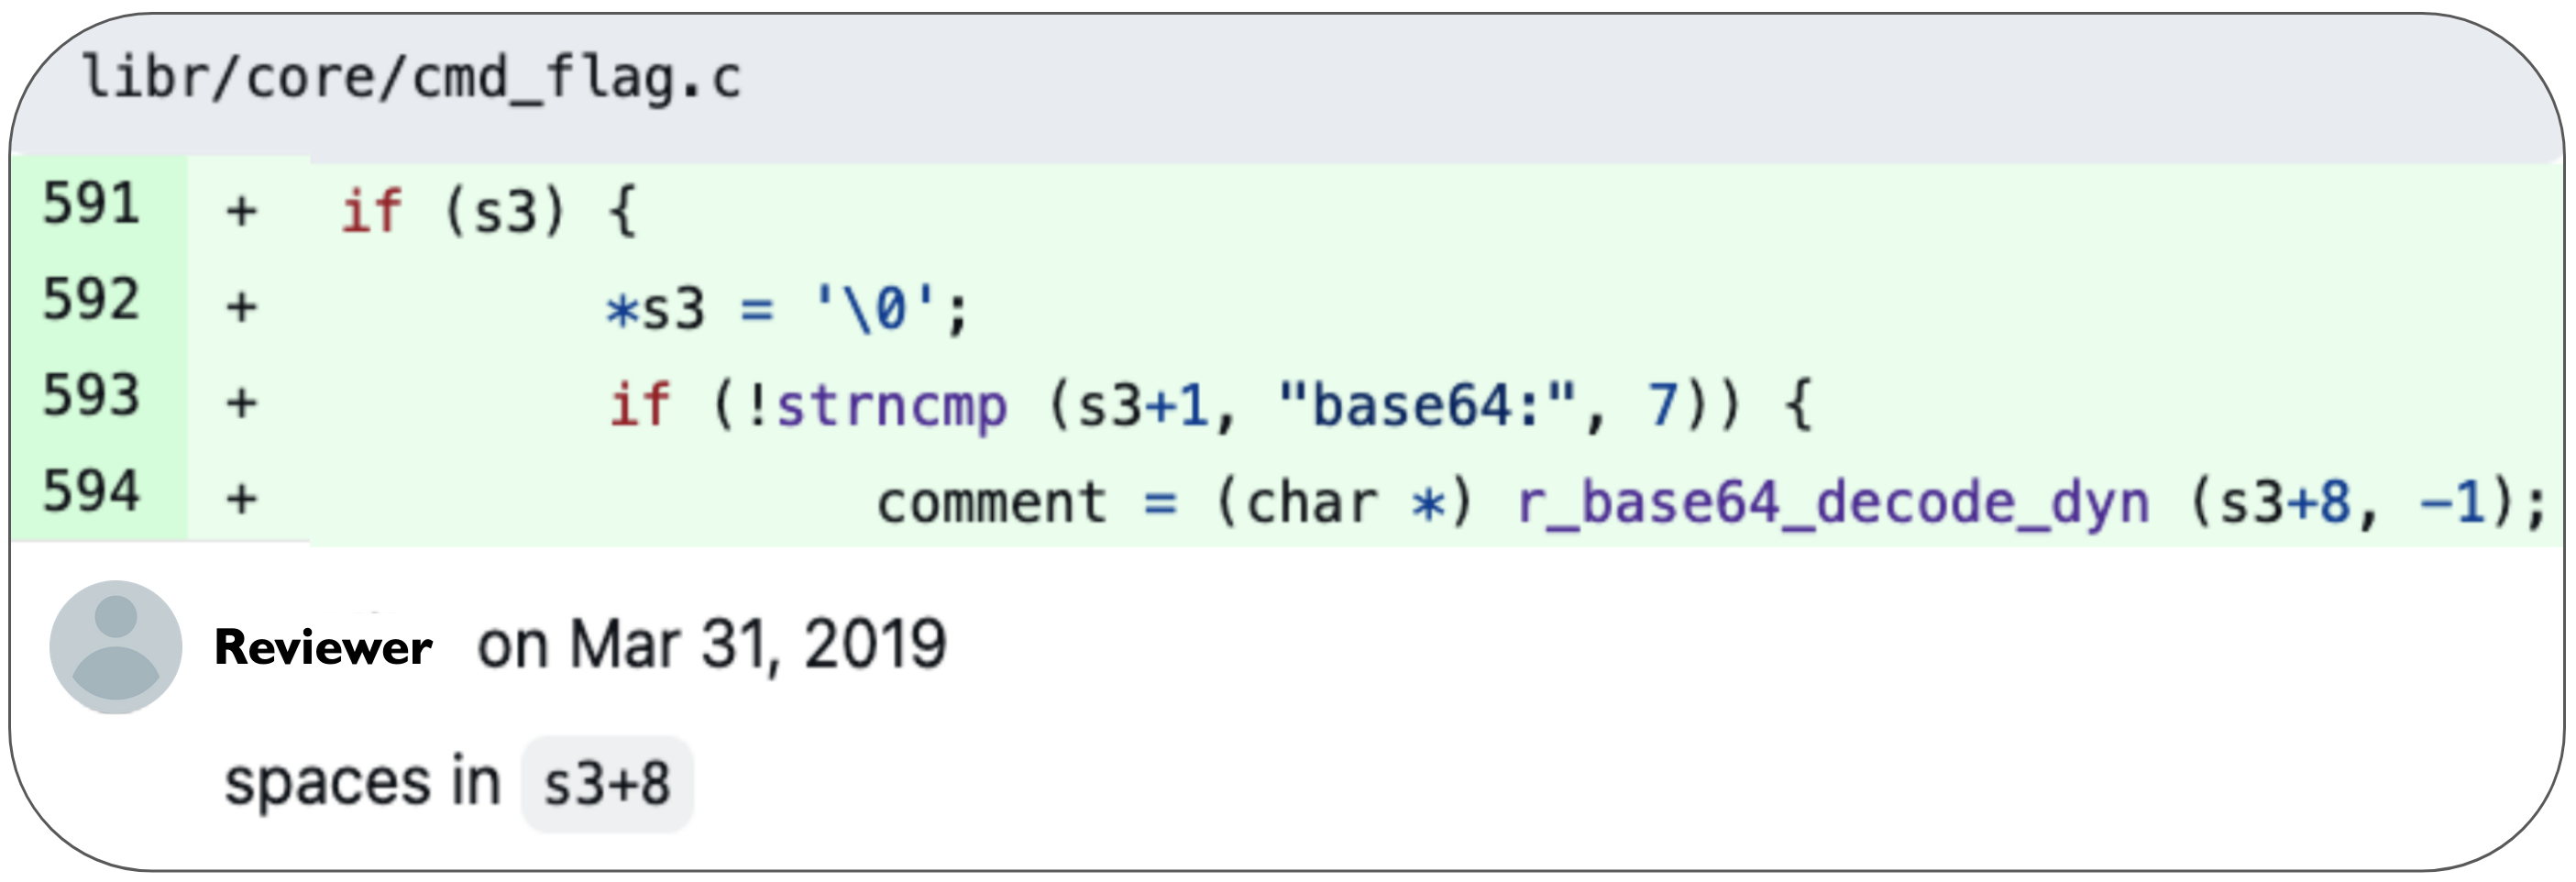 libr/core/cmd_flag.c
591 + if (s3) {
592 + *s3 = '\0';
593 + if (!strncmp (s3+1, "base64:", 7)) {
594 + comment = (char *) r_base64_decode_dyn (s3+8, -1);
Reviewer on Mar 31, 2019
spaces in s3+8